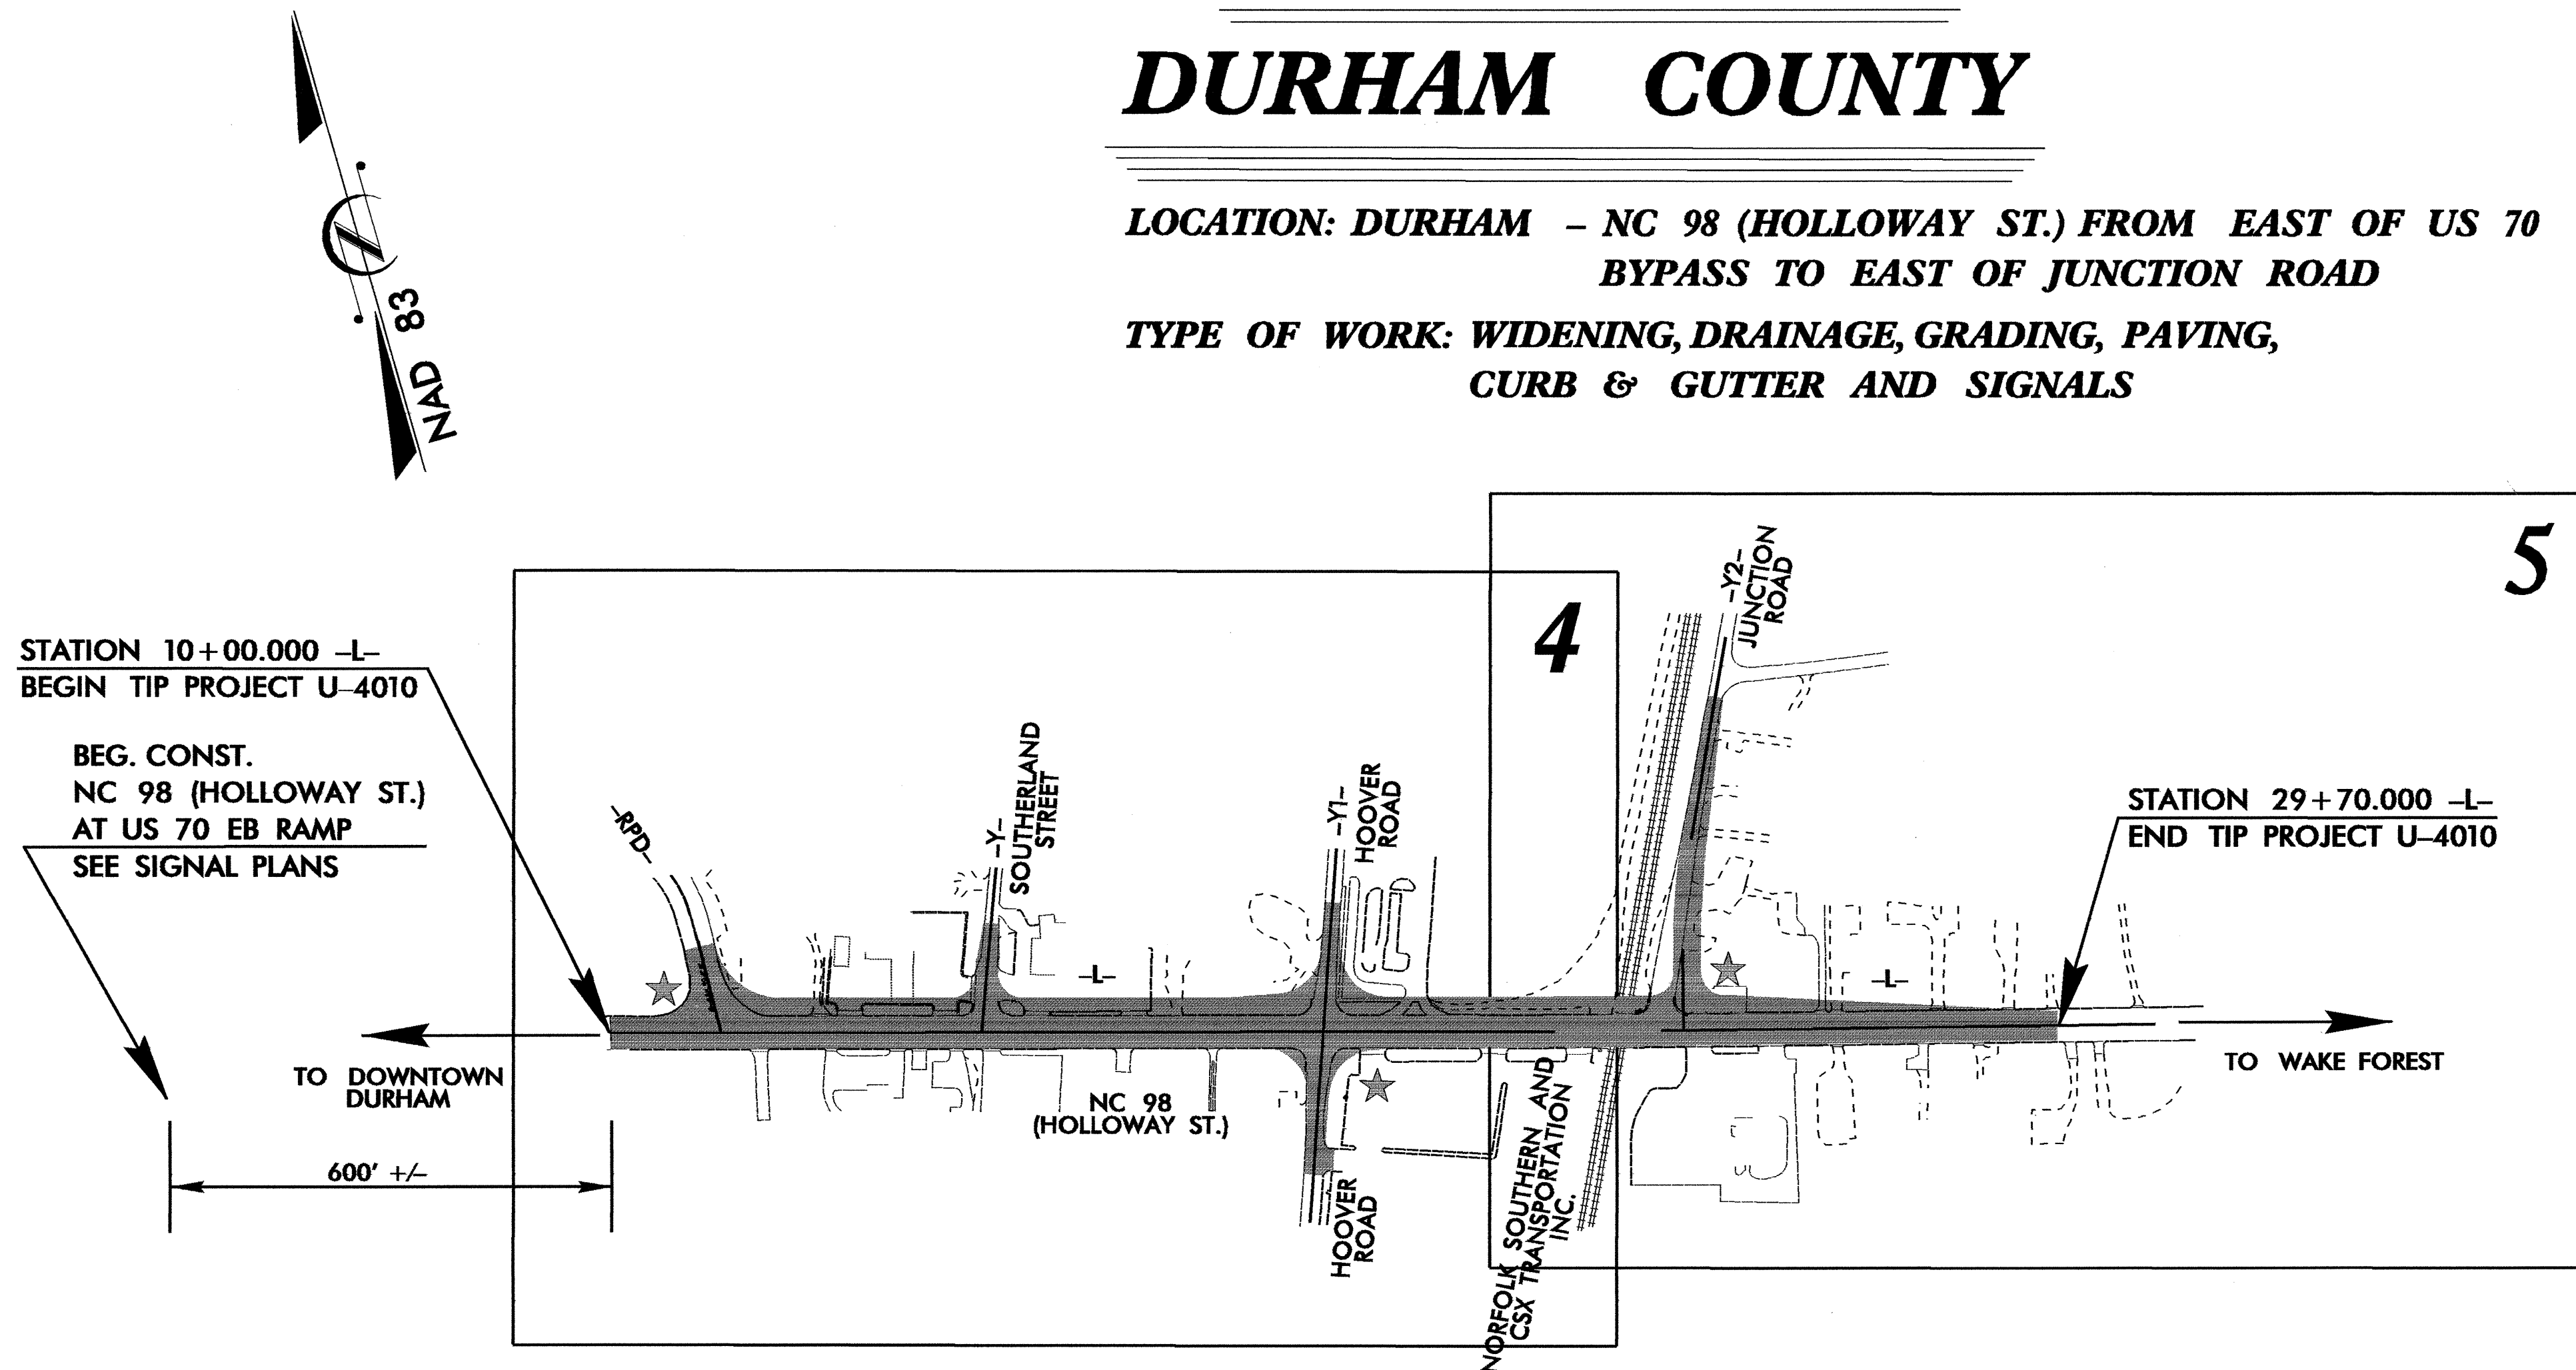 DURHAM COUNTY
LOCATION: DURHAM – NC 98 (HOLLOWAY ST.) FROM EAST OF US 70
BYPASS TO EAST OF JUNCTION ROAD
TYPE OF WORK: WIDENING, DRAINAGE, GRADING, PAVING,
CURB & GUTTER AND SIGNALS
N
NAD 83
5
4
STATION 10+00.000 –L–
BEGIN TIP PROJECT U–4010
BEG. CONST.
NC 98 (HOLLOWAY ST.)
AT US 70 EB RAMP
SEE SIGNAL PLANS
–RPD–
–Y–
SOUTHERLAND
STREET
–Y1–
HOOVER
ROAD
–Y2–
JUNCTION
ROAD
STATION 29+70.000 –L–
END TIP PROJECT U–4010
–L–
–L–
TO DOWNTOWN
DURHAM
NC 98
(HOLLOWAY ST.)
TO WAKE FOREST
600' +/–
HOOVER
ROAD
NORFOLK SOUTHERN AND
CSX TRANSPORTATION
INC.